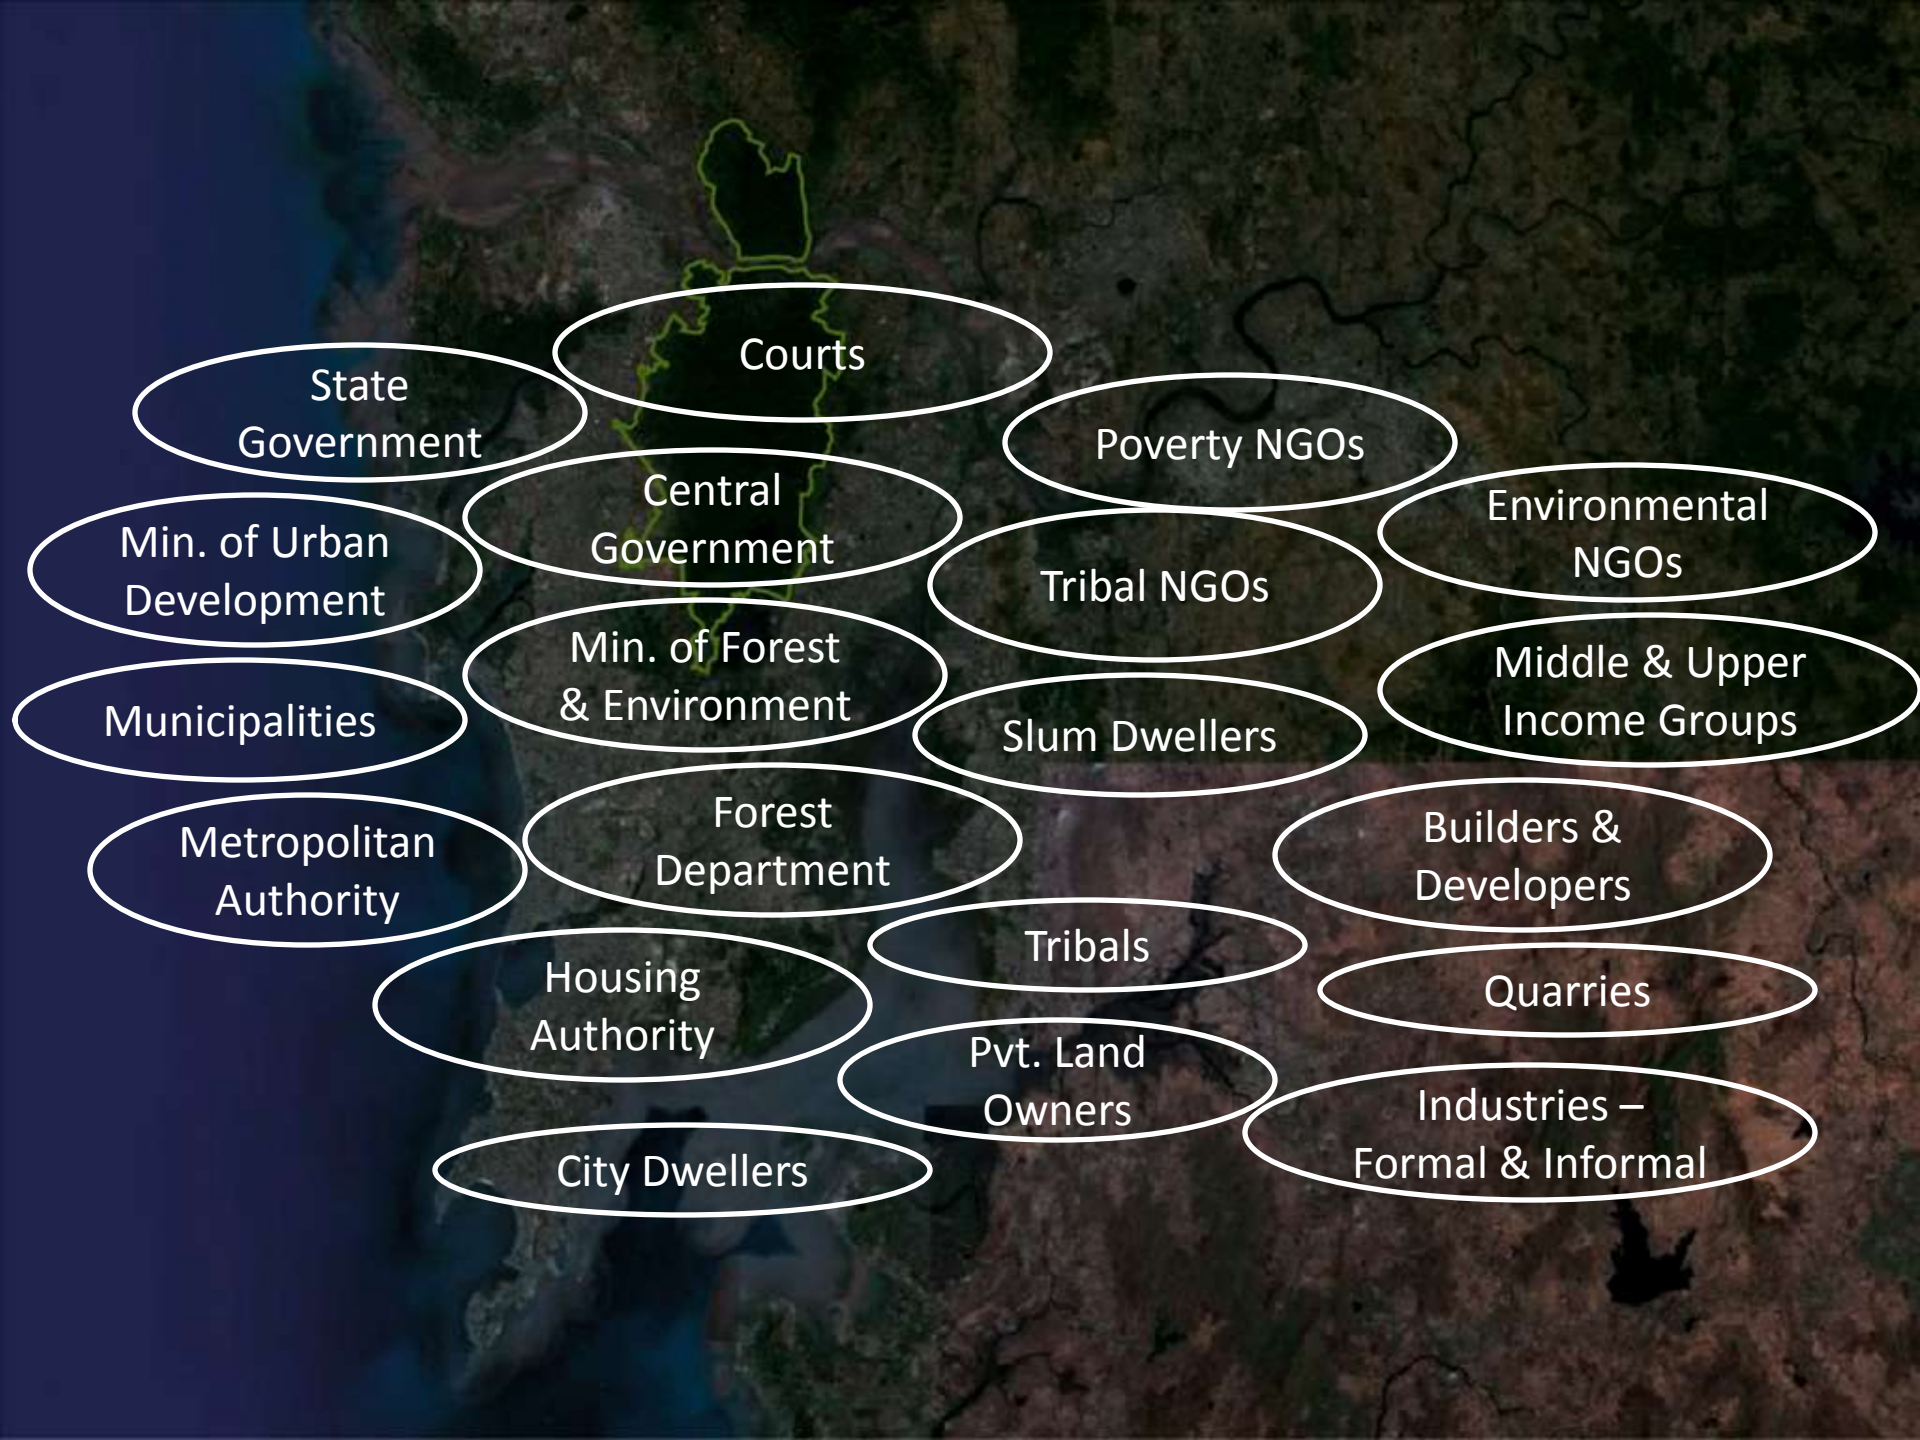 Courts
State
Government
Poverty NGOs
Central
Government
Environmental
NGOs
Min. of Urban
Development
Tribal NGOs
Min. of Forest
& Environment
Middle & Upper
Income Groups
Municipalities
Slum Dwellers
Forest
Department
Builders &
Developers
Metropolitan
Authority
Tribals
Housing
Authority
Quarries
Pvt. Land
Owners
Industries –
Formal & Informal
City Dwellers